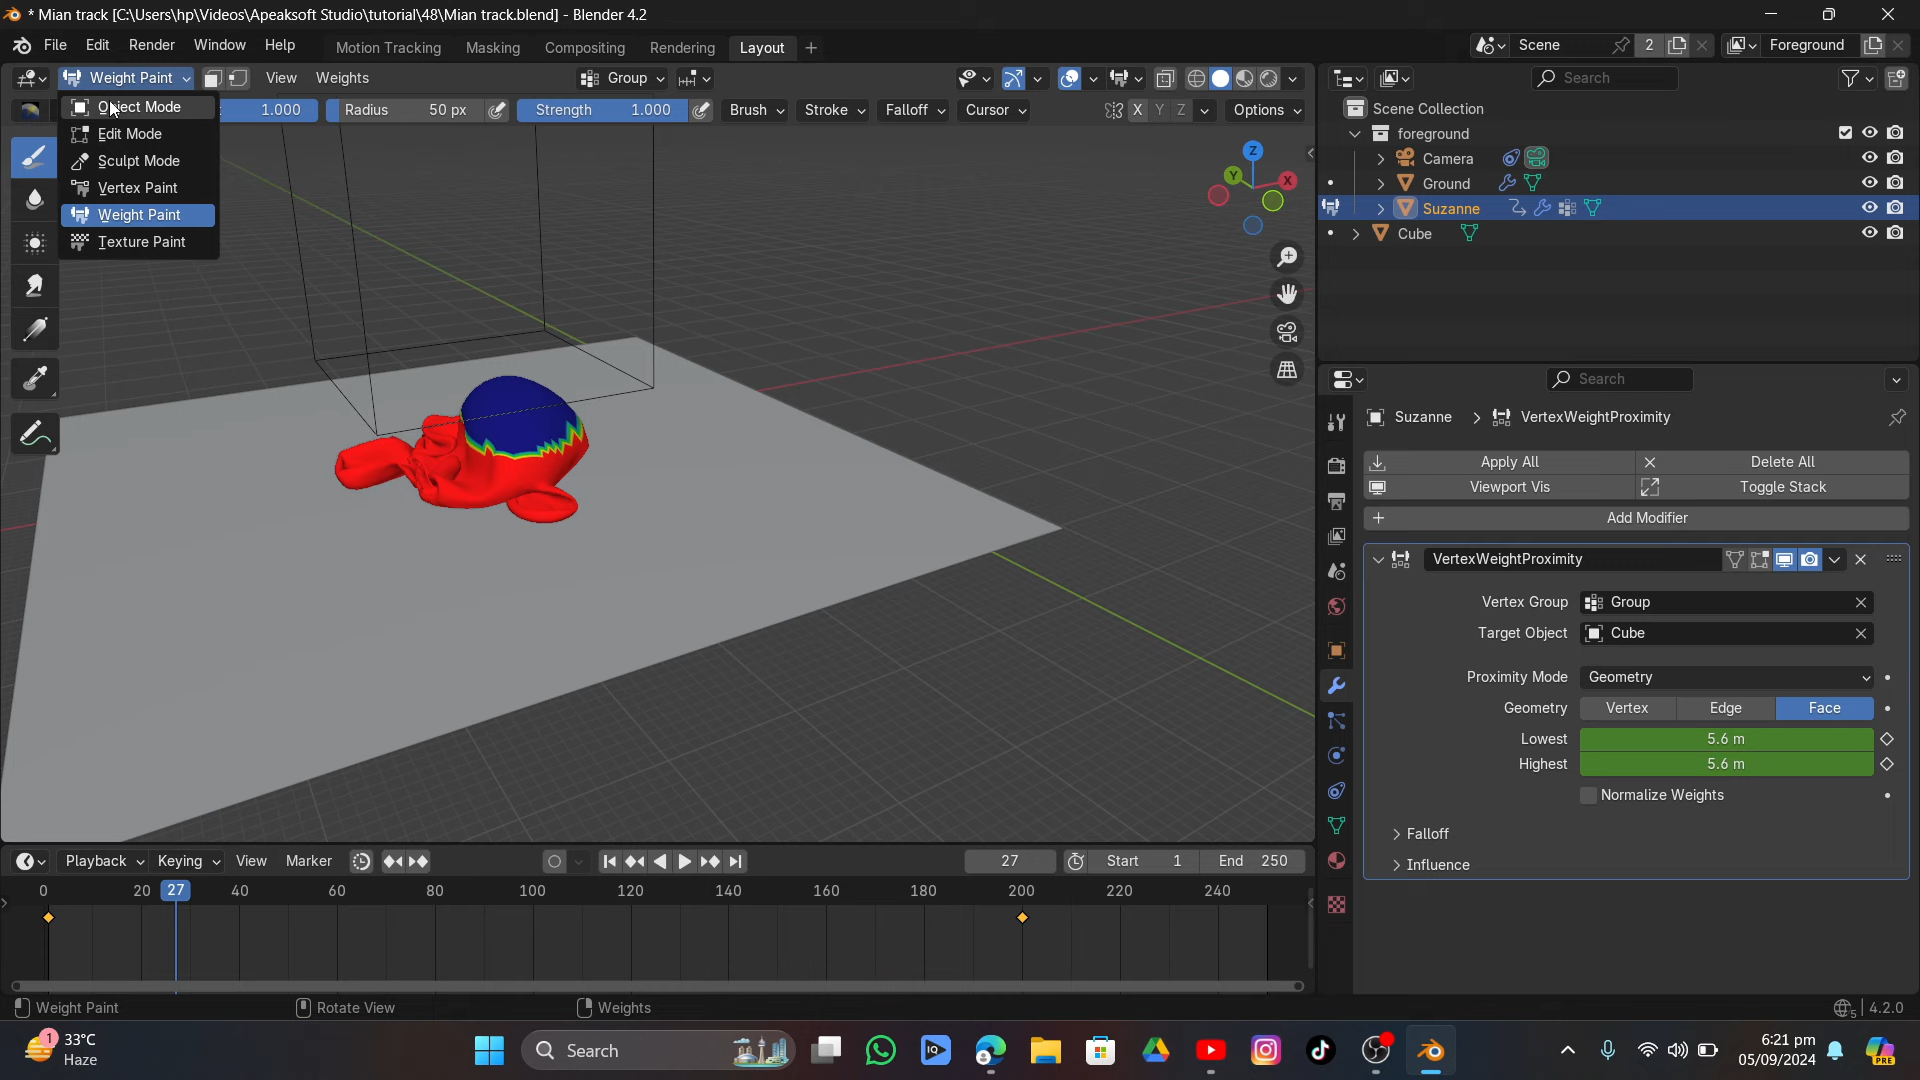 * Mian track [C:\Users\hp\Videos\Apeaksoft Studio\tutorial\48\Mian track.blend] - Blender 4.2
File Edit Render Window Help Motion Tracking Masking Compositing Rendering Layout Scene 2 Foreground
Weight Paint View Weights Group Search
1.000 Radius 50 px Strength 1.000 Brush Stroke Falloff Cursor X Y Z Options
Object Mode
Edit Mode
Sculpt Mode
Vertex Paint
Weight Paint
Texture Paint
Z
Y
X
Scene Collection
foreground
Camera
Ground
Suzanne
Cube
Search
Suzanne VertexWeightProximity
Apply All Delete All
Viewport Vis Toggle Stack
Add Modifier
VertexWeightProximity
Vertex Group Group
Target Object Cube
Proximity Mode Geometry
Geometry Vertex Edge Face
Lowest 5.6 m
Highest 5.6 m
Normalize Weights
Falloff
Influence
Playback Keying View Marker 27 Start 1 End 250
0 20 27 40 60 80 100 120 140 160 180 200 220 240
Weight Paint Rotate View Weights 5 4.2.0
1 33°C
Haze
Search
IQ
PRE
6:21 pm
05/09/2024